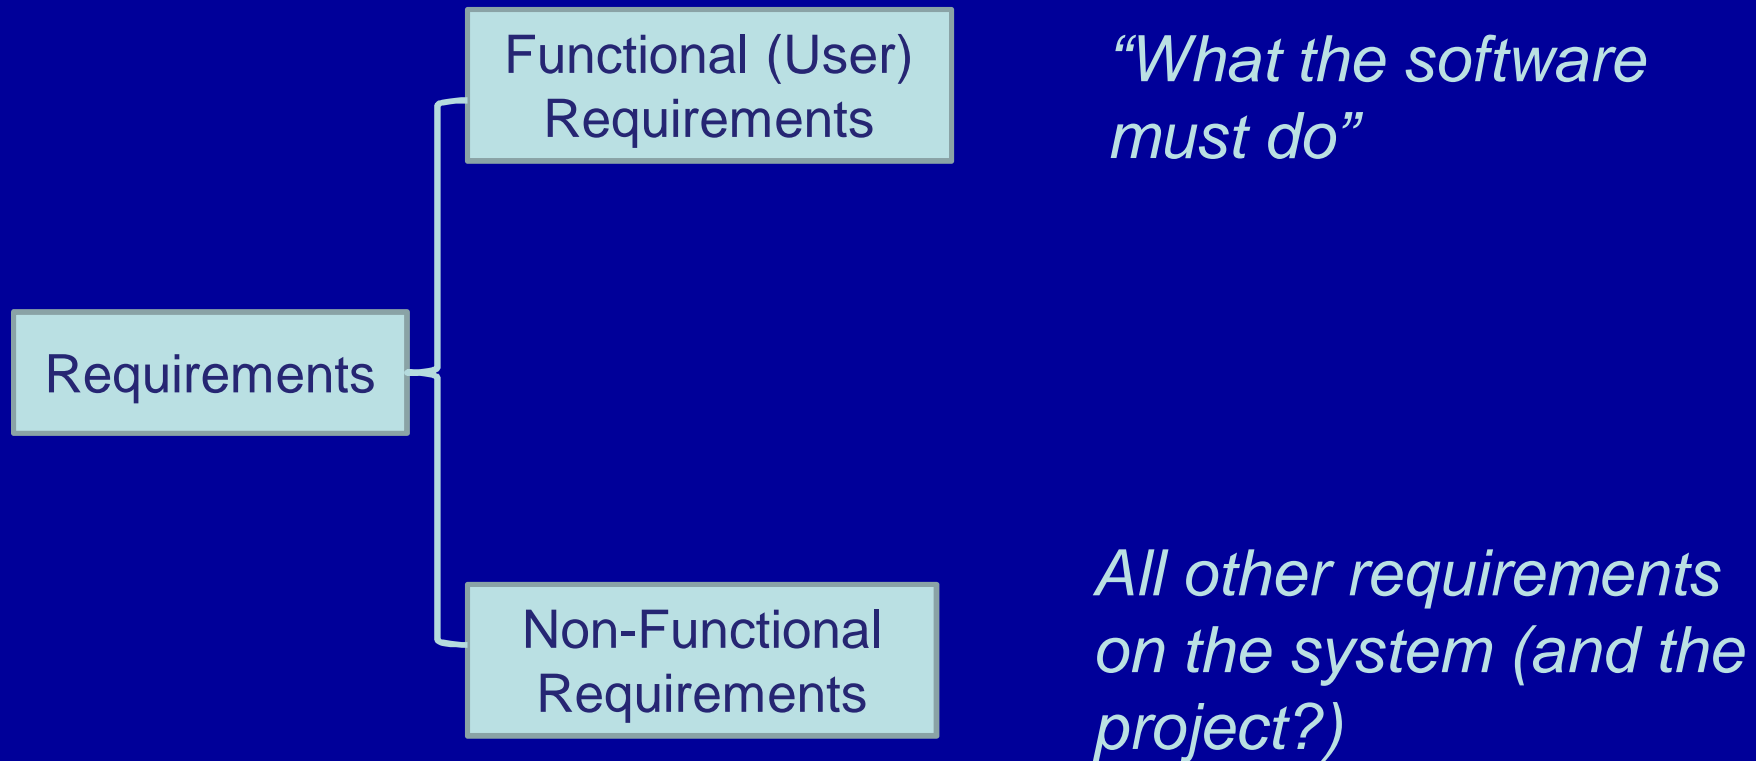 Functional (User)
Requirements
“What the software
must do”
Requirements
Non-Functional
Requirements
All other requirements
on the system (and the
project?)